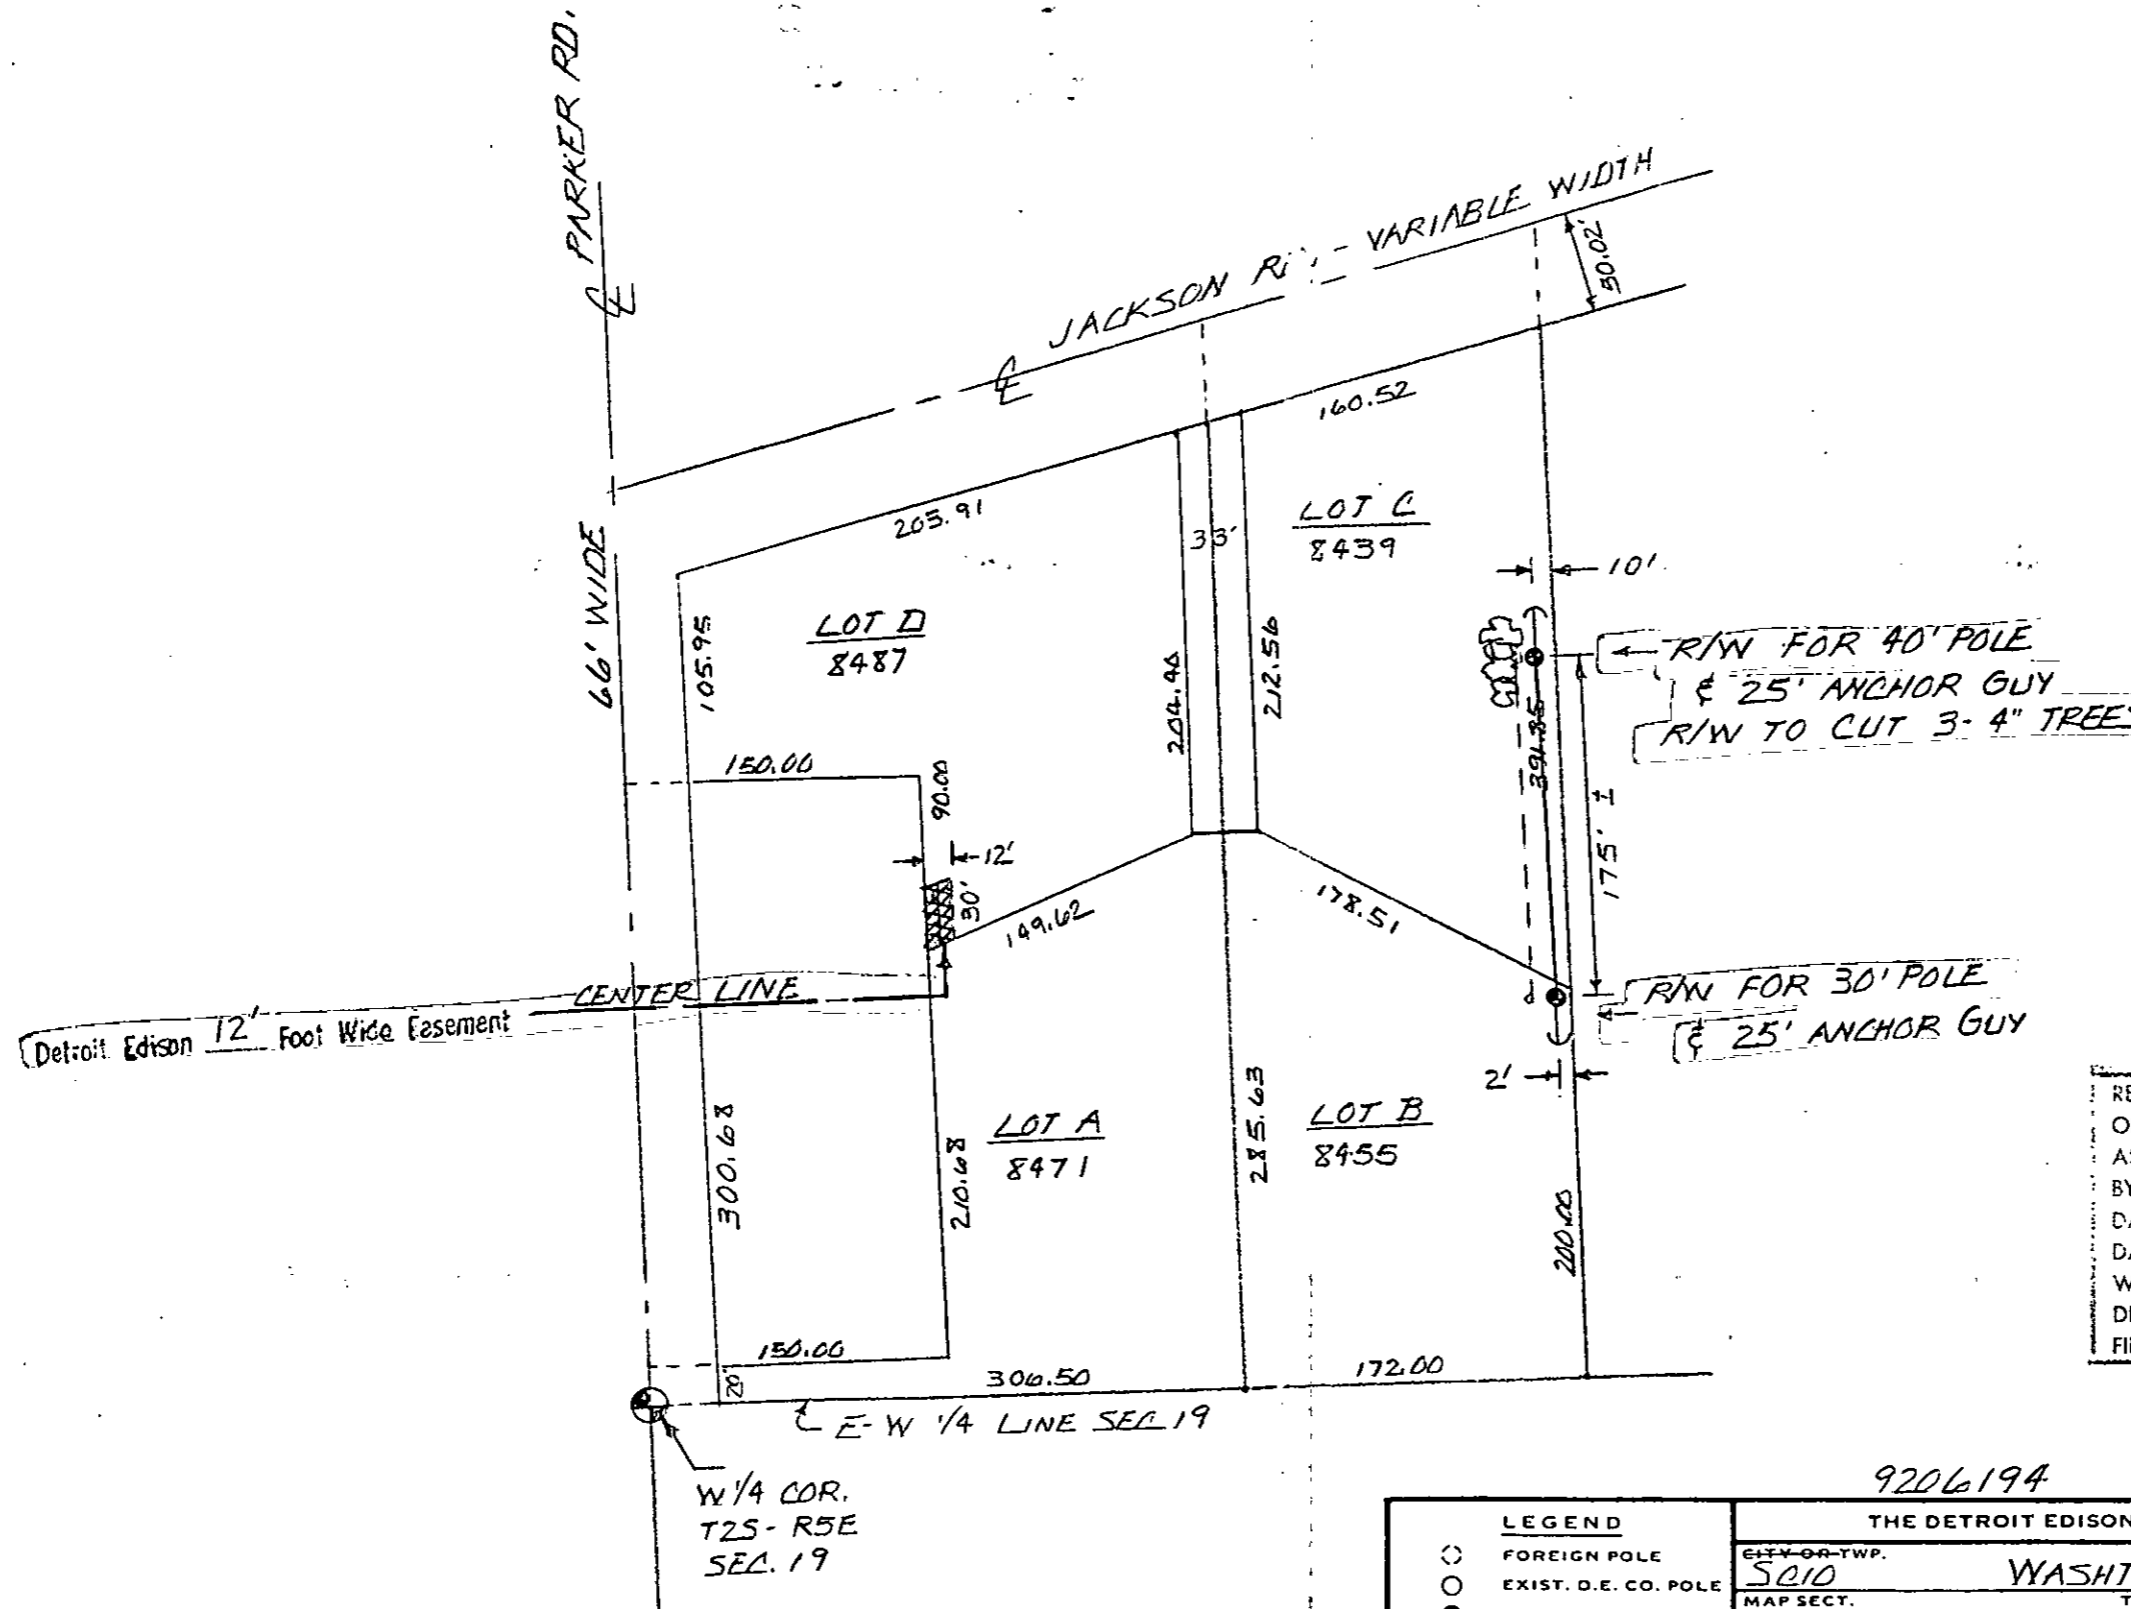 PARKER RD.
JACKSON
VARIABLE WIDTH
50.02'
160.52
205.91
66' WIDE
LOT C
8439
33'
10'
LOT D
8487
105.95
204.40
212.56
R/W FOR 40' POLE
& 25' ANCHOR GUY
R/W TO CUT 3-4" TREES
391.85
175' ±
150.00
90.00
12'
30'
149.62
178.51
CENTER LINE
Detroit Edison 12' Foot Wide Easement
R/W FOR 30' POLE
& 25' ANCHOR GUY
2'
LOT A
8471
LOT B
8455
300.68
210.68
285.63
200.00
150.00
20'
306.50
172.00
E-W 1/4 LINE SEC 19
W 1/4 COR.
T2S - R5E
SEC. 19
9206194
LEGEND
FOREIGN POLE
EXIST. D.E. CO. POLE
THE DETROIT EDISON
CITY OR TWP.
SCIO WASHT
MAP SECT.